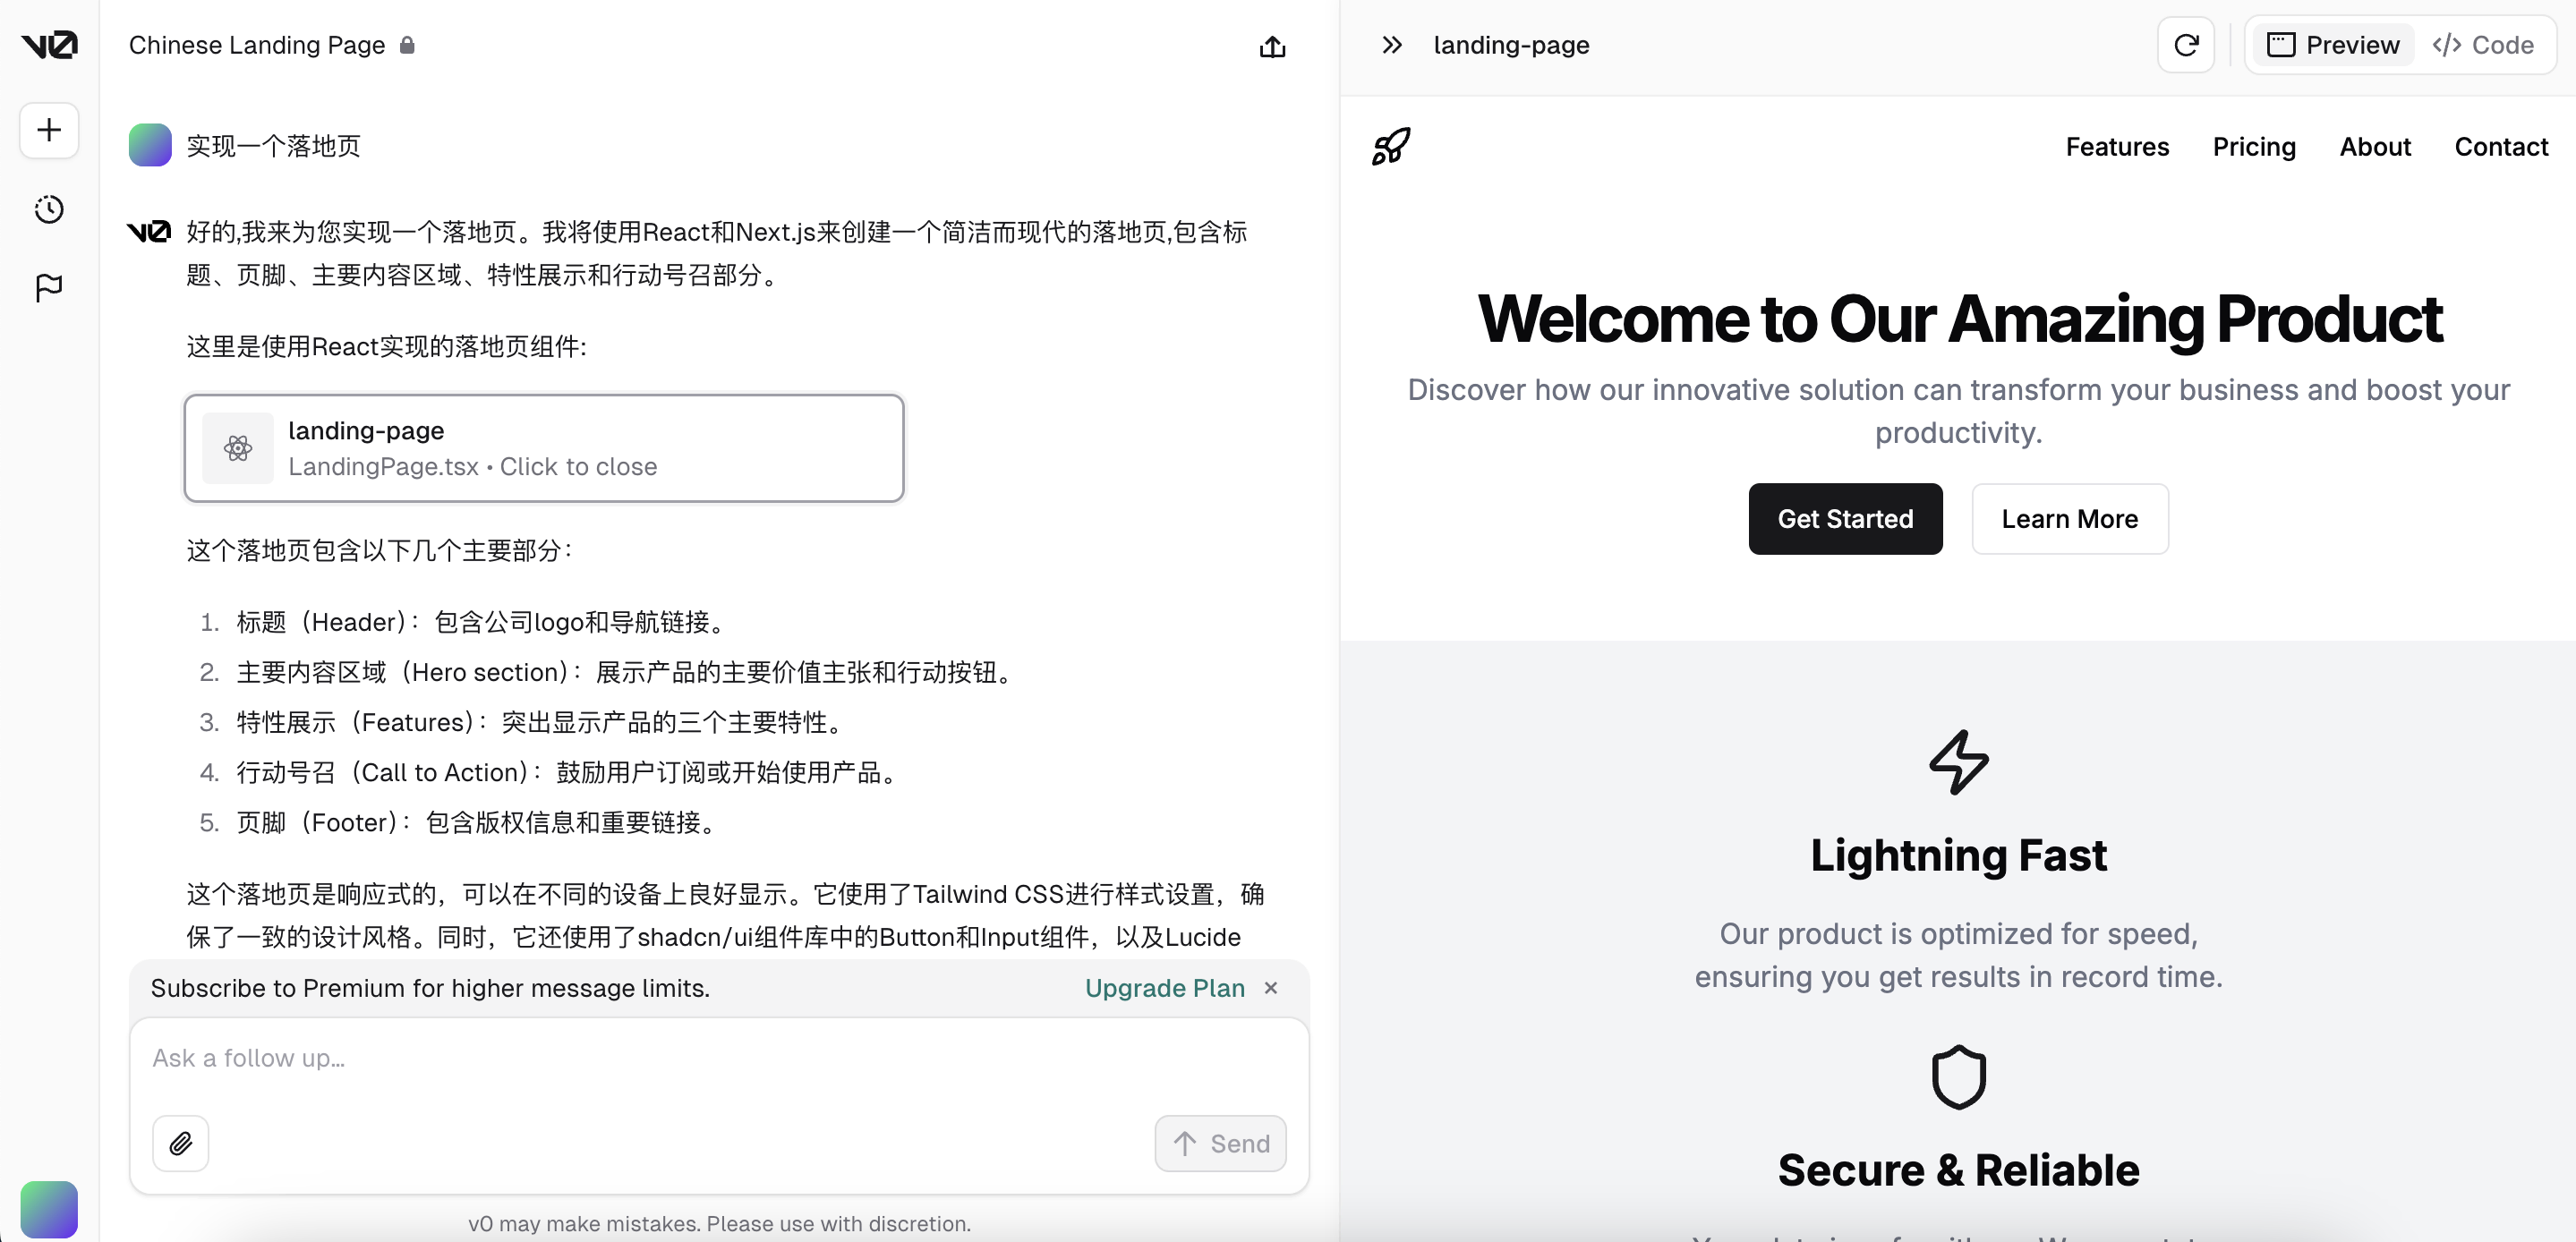 v0
Chinese Landing Page
实现一个落地页
v0
好的,我来为您实现一个落地页。我将使用React和Next.js来创建一个简洁而现代的落地页,包含标
题、页脚、主要内容区域、特性展示和行动号召部分。
这里是使用React实现的落地页组件:
landing-page
LandingPage.tsx • Click to close
这个落地页包含以下几个主要部分：
1. 标题（Header）：包含公司logo和导航链接。
2. 主要内容区域（Hero section）：展示产品的主要价值主张和行动按钮。
3. 特性展示（Features）：突出显示产品的三个主要特性。
4. 行动号召（Call to Action）：鼓励用户订阅或开始使用产品。
5. 页脚（Footer）：包含版权信息和重要链接。
这个落地页是响应式的，可以在不同的设备上良好显示。它使用了Tailwind CSS进行样式设置，确
保了一致的设计风格。同时，它还使用了shadcn/ui组件库中的Button和Input组件，以及Lucide
Subscribe to Premium for higher message limits.
Upgrade Plan ×
Ask a follow up…
Send
v0 may make mistakes. Please use with discretion.
landing-page
Preview
</> Code
Features Pricing About Contact
Welcome to Our Amazing Product
Discover how our innovative solution can transform your business and boost your
productivity.
Get Started
Learn More
Lightning Fast
Our product is optimized for speed,
ensuring you get results in record time.
Secure & Reliable